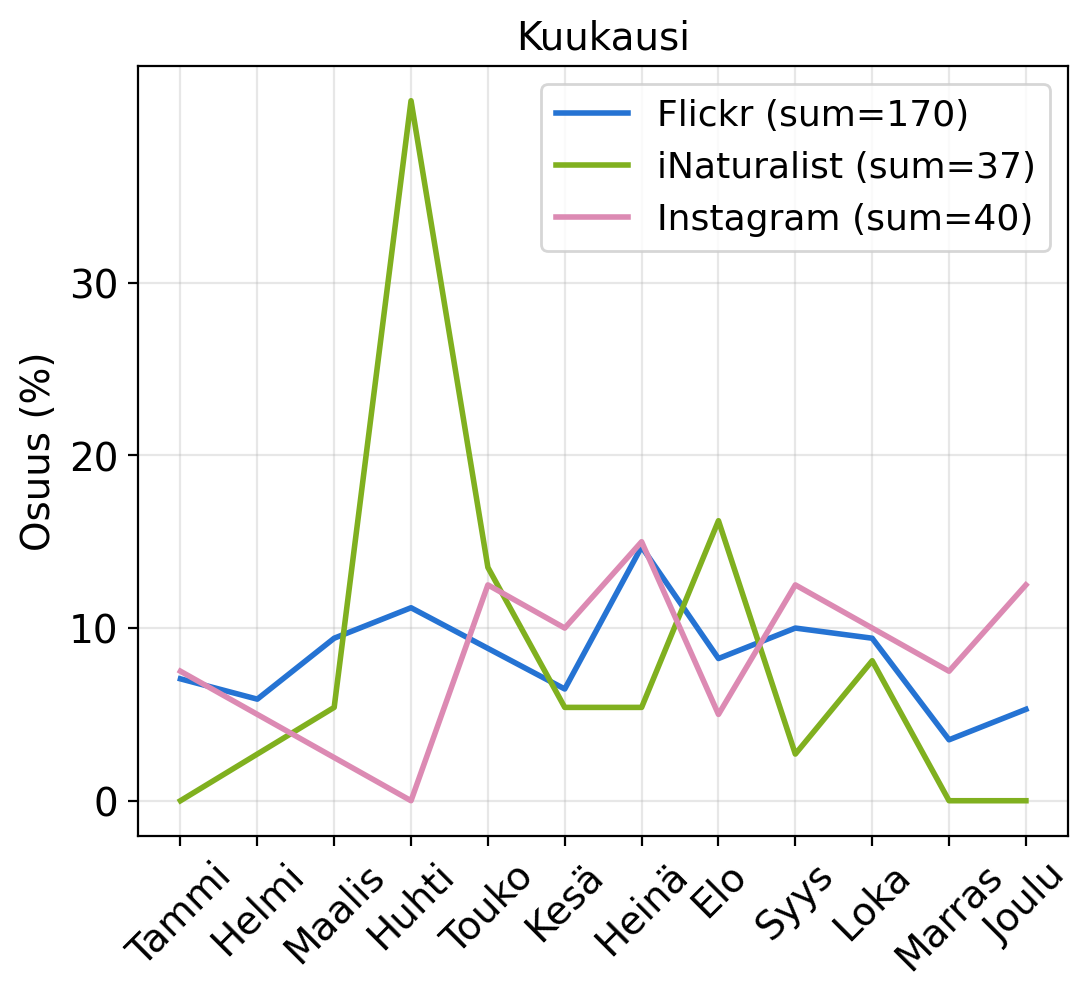 Kuukausi
Flickr (sum=170)
iNaturalist (sum=37)
Instagram (sum=40)
Osuus (%)
30
20
10
0
Tammi
Helmi
Maalis
Huhti
Touko
Kesä
Heinä
Elo
Syys
Loka
Marras
Joulu